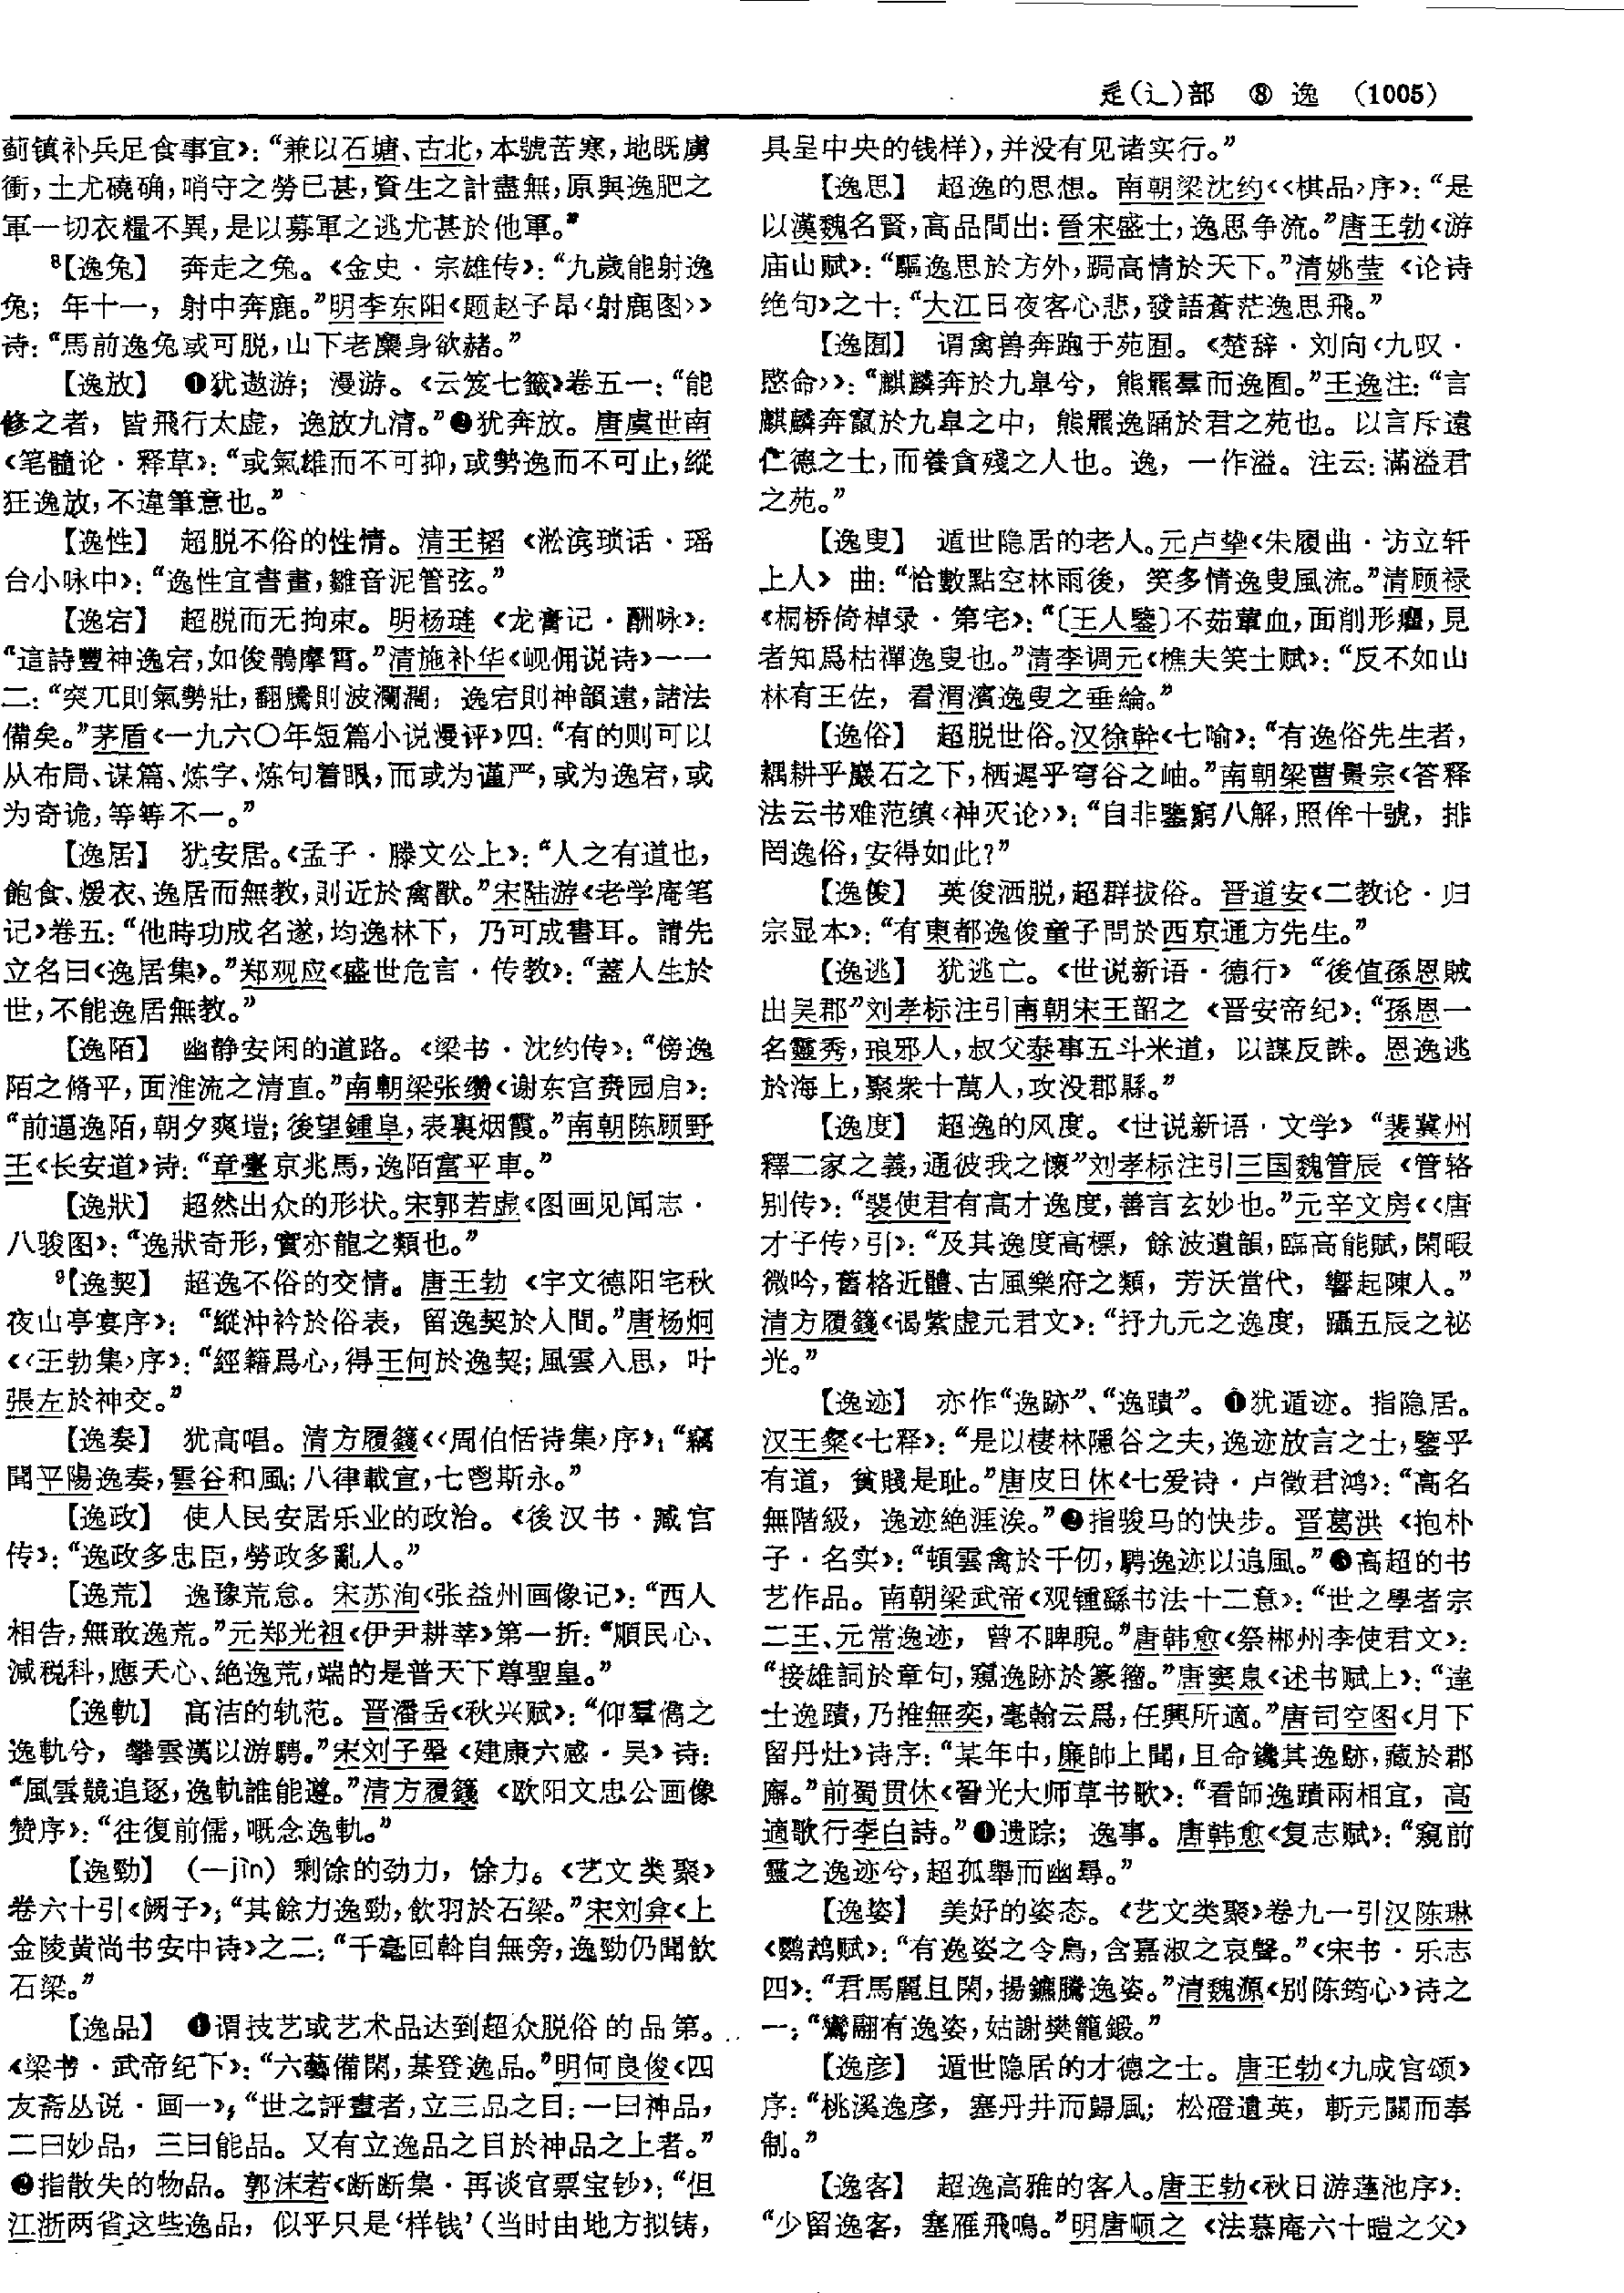 辵(辶)部 ⑧ 逸 (1005)
蓟镇补兵足食事宜》：“兼以石塘、古北，本號苦寒，地既虜
衝，土尤磽确，哨守之勞已甚，資生之計盡無，原與逸肥之
軍一切衣糧不異，是以募軍之逃尤甚於他軍。”
⁸【逸兔】 奔走之兔。《金史·宗雄传》：“九歲能射逸
兔；年十一，射中奔鹿。”明李东阳《题赵子昂〈射鹿图〉》
诗：“馬前逸兔或可脱，山下老麋身欲赭。”
【逸放】 ❶犹遨游；漫游。《云笈七籤》卷五一：“能
修之者，皆飛行太虚，逸放九清。”❷犹奔放。唐虞世南
《笔髓论·释草》：“或氣雄而不可抑，或勢逸而不可止，縱
狂逸放，不違筆意也。”
【逸性】 超脱不俗的性情。清王韬《淞滨琐话·瑶
台小咏中》：“逸性宜書畫，雛音泥管弦。”
【逸宕】 超脱而无拘束。明杨珽《龙膏记·酬咏》：
“這詩豐神逸宕，如俊鶻摩霄。”清施补华《岘佣说诗》一一
二：“突兀則氣勢壯，翻騰則波瀾濶，逸宕則神韻遠，諸法
備矣。”茅盾《一九六〇年短篇小说漫评》四：“有的则可以
从布局、谋篇、炼字、炼句着眼，而或为谨严，或为逸宕，或
为奇诡，等等不一。”
【逸居】 犹安居。《孟子·滕文公上》：“人之有道也，
飽食、煖衣、逸居而無教，則近於禽獸。”宋陆游《老学庵笔
记》卷五：“他時功成名遂，均逸林下，乃可成書耳。請先
立名曰《逸居集》。”郑观应《盛世危言·传教》：“蓋人生於
世，不能逸居無教。”
【逸陌】 幽静安闲的道路。《梁书·沈约传》：“傍逸
陌之脩平，面淮流之清直。”南朝梁张缵《谢东宫赉园启》：
“前逼逸陌，朝夕爽塏；後望鍾阜，表裏烟霞。”南朝陈顾野
王《长安道》诗：“章臺京兆馬，逸陌富平車。”
【逸狀】 超然出众的形状。宋郭若虚《图画见闻志·
八骏图》：“逸狀奇形，實亦龍之類也。”
⁹【逸契】 超逸不俗的交情。唐王勃《宇文德阳宅秋
夜山亭宴序》：“縱沖衿於俗表，留逸契於人間。”唐杨炯
《〈王勃集〉序》：“經籍爲心，得王何於逸契；風雲入思，叶
張左於神交。”
【逸奏】 犹高唱。清方履籛《〈周伯恬诗集〉序》：“竊
聞平陽逸奏，雲谷和風；八律載宣，七鬯斯永。”
【逸政】 使人民安居乐业的政治。《後汉书·臧宫
传》：“逸政多忠臣，勞政多亂人。”
【逸荒】 逸豫荒怠。宋苏洵《张益州画像记》：“西人
相告，無敢逸荒。”元郑光祖《伊尹耕莘》第一折：“順民心、
減税科，應天心、絶逸荒，端的是普天下尊聖皇。”
【逸軌】 高洁的轨范。晋潘岳《秋兴赋》：“仰羣儁之
逸軌兮，攀雲漢以游騁。”宋刘子翚《建康六感·吴》诗：
“風雲競追逐，逸軌誰能遵。”清方履籛《欧阳文忠公画像
赞序》：“往復前儒，嘅念逸軌。”
【逸勁】 （—jìn）剩馀的劲力，馀力。《艺文类聚》
卷六十引《阙子》：“其餘力逸勁，飲羽於石梁。”宋刘弇《上
金陵黄尚书安中诗》之二：“千毫回斡自無旁，逸勁仍聞飲
石梁。”
【逸品】 ❶谓技艺或艺术品达到超众脱俗的品第。
《梁书·武帝纪下》：“六藝備閑，棊登逸品。”明何良俊《四
友斋丛说·画一》：“世之評畫者，立三品之目：一曰神品，
二曰妙品，三曰能品。又有立逸品之目於神品之上者。”
❷指散失的物品。郭沫若《断断集·再谈官票宝钞》：“但
江浙两省这些逸品，似乎只是‘样钱’（当时由地方拟铸，
具呈中央的钱样），并没有见诸实行。”
【逸思】 超逸的思想。南朝梁沈约《〈棋品〉序》：“是
以漢魏名賢，高品間出；晉宋盛士，逸思争流。”唐王勃《游
庙山赋》：“驅逸思於方外，跼高情於天下。”清姚莹《论诗
绝句》之十：“大江日夜客心悲，發語蒼茫逸思飛。”
【逸囿】 谓禽兽奔跑于苑囿。《楚辞·刘向〈九叹·
愍命〉》：“麒麟奔於九皋兮，熊羆羣而逸囿。”王逸注：“言
麒麟奔竄於九皋之中，熊羆逸踊於君之苑也。以言斥遠
仁德之士，而養貪殘之人也。逸，一作溢。注云：滿溢君
之苑。”
【逸叟】 遁世隐居的老人。元卢挚《朱履曲·访立轩
上人》曲：“恰數點空林雨後，笑多情逸叟風流。”清顾禄
《桐桥倚棹录·第宅》：“〔王人鑒〕不茹葷血，面削形癯，見
者知爲枯禪逸叟也。”清李调元《樵夫笑士赋》：“反不如山
林有王佐，看渭濱逸叟之垂綸。”
【逸俗】 超脱世俗。汉徐幹《七喻》：“有逸俗先生者，
耦耕乎巖石之下，栖遲乎穹谷之岫。”南朝梁曹景宗《答释
法云书难范缜〈神灭论〉》：“自非鑒窮八解，照侔十號，排
罔逸俗，安得如此？”
【逸俊】 英俊洒脱，超群拔俗。晋道安《二教论·归
宗显本》：“有東都逸俊童子問於西京通方先生。”
【逸逃】 犹逃亡。《世说新语·德行》“後值孫恩賊
出吴郡”刘孝标注引南朝宋王韶之《晋安帝纪》：“孫恩一
名靈秀，琅邪人，叔父泰事五斗米道，以謀反誅。恩逸逃
於海上，聚衆十萬人，攻没郡縣。”
【逸度】 超逸的风度。《世说新语·文学》“裴冀州
釋二家之義，通彼我之懷”刘孝标注引三国魏管辰《管辂
别传》：“裴使君有高才逸度，善言玄妙也。”元辛文房《〈唐
才子传〉引》：“及其逸度高標，餘波遺韻，臨高能賦，閑暇
微吟，舊格近體、古風樂府之類，芳沃當代，響起陳人。”
清方履籛《谒紫虚元君文》：“抒九元之逸度，躡五辰之祕
光。”
【逸迹】 亦作“逸跡”、“逸蹟”。❶犹遁迹。指隐居。
汉王粲《七释》：“是以棲林隱谷之夫，逸迹放言之士，鑒乎
有道，貧賤是耻。”唐皮日休《七爱诗·卢徵君鸿》：“高名
無階級，逸迹絶涯涘。”❷指骏马的快步。晋葛洪《抱朴
子·名实》：“頓雲禽於千仞，騁逸迹以追風。”❸高超的书
艺作品。南朝梁武帝《观锺繇书法十二意》：“世之學者宗
二王、元常逸迹，曾不睥睨。”唐韩愈《祭郴州李使君文》：
“接雄詞於章句，窺逸跡於篆籀。”唐窦臮《述书赋上》：“達
士逸蹟，乃推無奕，毫翰云爲，任興所適。”唐司空图《月下
留丹灶》诗序：“某年中，廉帥上聞，且命鑱其逸跡，藏於郡
廨。”前蜀贯休《䛒光大师草书歌》：“看師逸蹟兩相宜，高
適歌行李白詩。”❹遗踪；逸事。唐韩愈《复志赋》：“窺前
靈之逸迹兮，超孤舉而幽尋。”
【逸姿】 美好的姿态。《艺文类聚》卷九一引汉陈琳
《鹦鹉赋》：“有逸姿之令鳥，含嘉淑之哀聲。”《宋书·乐志
四》：“君馬麗且閑，揚鑣騰逸姿。”清魏源《别陈筠心》诗之
一：“鸞翮有逸姿，姑謝樊籠鎩。”
【逸彦】 遁世隐居的才德之士。唐王勃《九成宫颂》
序：“桃溪逸彦，塞丹井而歸風；松磴遺英，斬元關而奉
制。”
【逸客】 超逸高雅的客人。唐王勃《秋日游莲池序》：
“少留逸客，塞雁飛鳴。”明唐顺之《法慕庵六十暟之父》